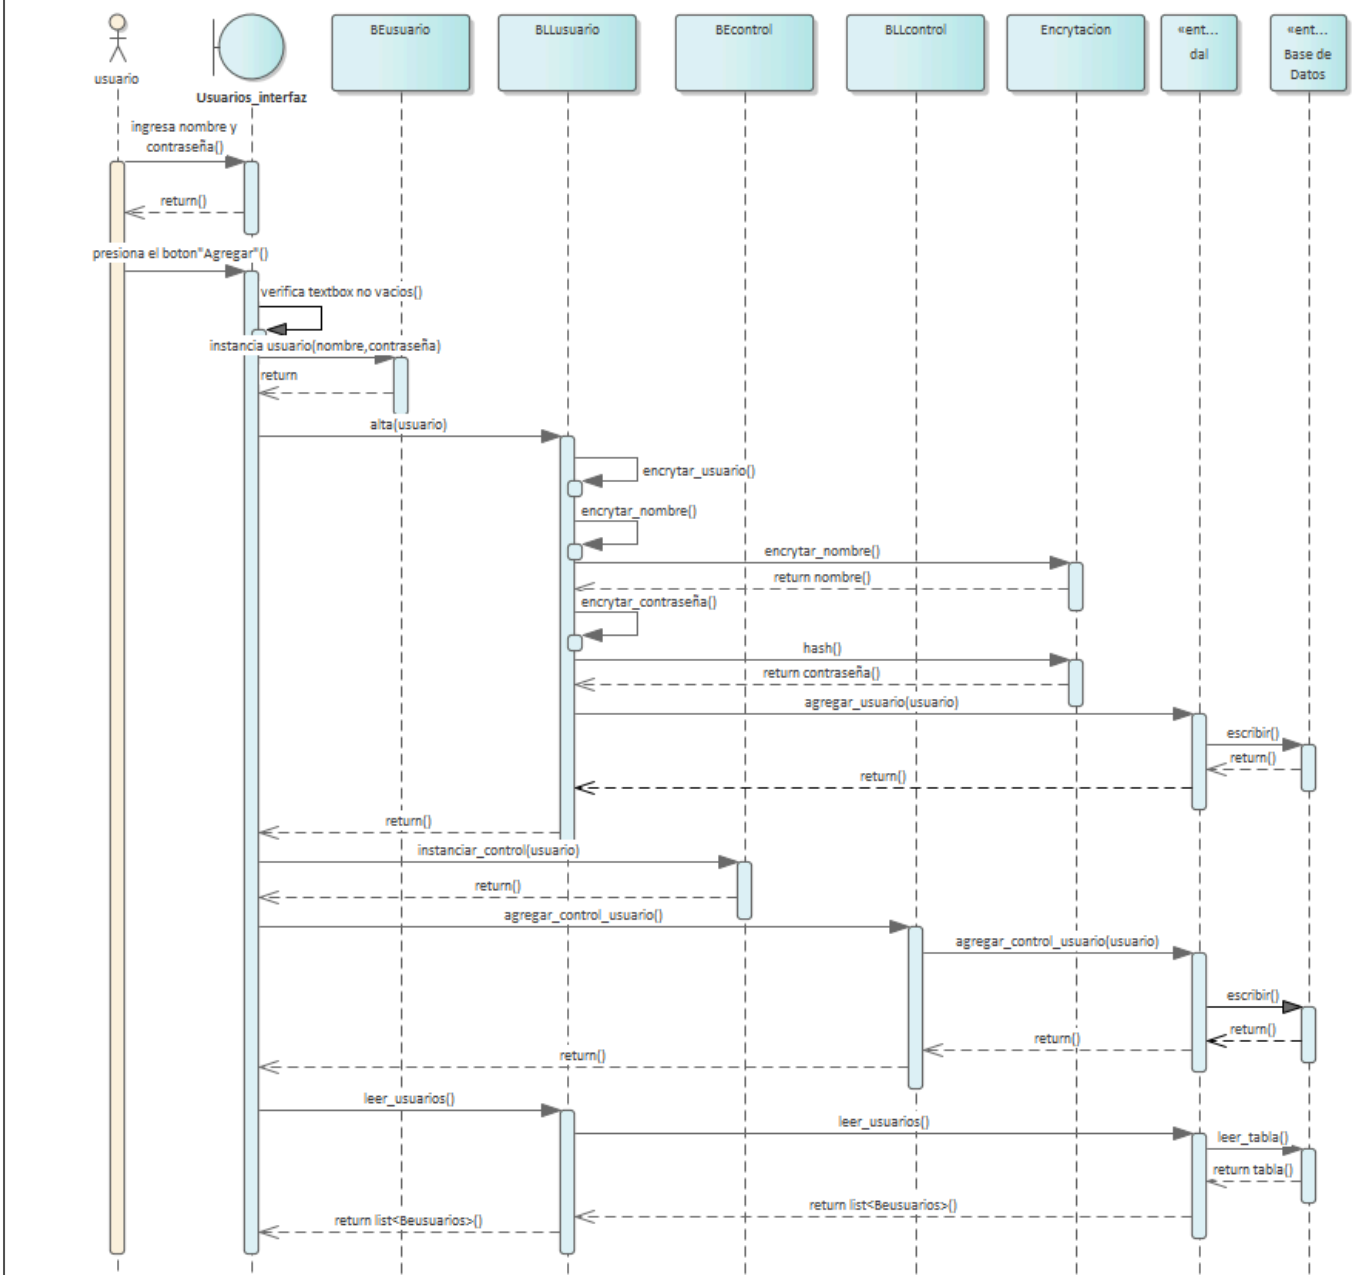 usuario
Usuarios_interfaz
BEusuario
BLLusuario
BEcontrol
BLLcontrol
Encrytacion
«ent...
dal
«ent...
Base de
Datos
ingresa nombre y
contraseña()
return()
presiona el boton"Agregar"()
verifica textbox no vacios()
instancia usuario(nombre,contraseña)
return
alta(usuario)
encrytar_usuario()
encrytar_nombre()
encrytar_nombre()
return nombre()
encrytar_contraseña()
hash()
return contraseña()
agregar_usuario(usuario)
escribir()
return()
return()
return()
instanciar_control(usuario)
return()
agregar_control_usuario()
agregar_control_usuario(usuario)
escribir()
return()
return()
return()
leer_usuarios()
leer_usuarios()
leer_tabla()
return tabla()
return list<Beusuarios>()
return list<Beusuarios>()